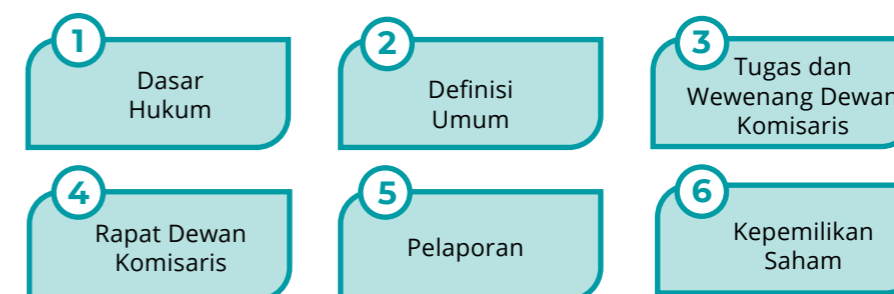 1
Dasar
Hukum
2
Definisi
Umum
3
Tugas dan
Wewenang Dewan
Komisaris
4
Rapat Dewan
Komisaris
5
Pelaporan
6
Kepemilikan
Saham